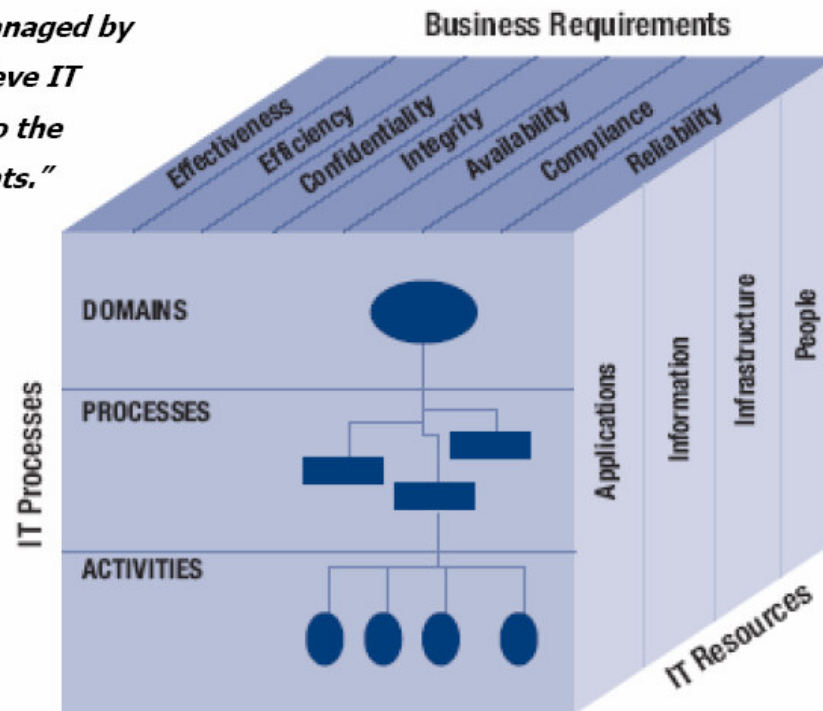 anaged by
eve IT
o the
nts.”
Business Requirements
Effectiveness
Efficiency
Confidentiality
Integrity
Availability
Compliance
Reliability
IT Processes
DOMAINS
PROCESSES
ACTIVITIES
Applications
Information
Infrastructure
People
IT Resources